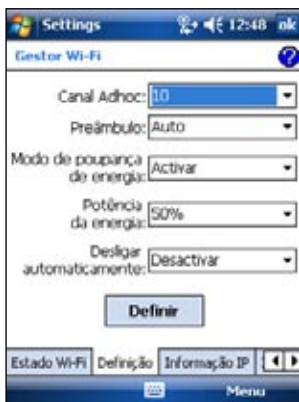 Settings 12:48 ok
Gestor Wi-Fi
Canal Adhoc: 10
Preâmbulo: Auto
Modo de poupança de energia: Activar
Potência da energia: 50%
Desligar automaticamente: Desactivar
Definir
Estado Wi-Fi Definição Informação IP
Menu